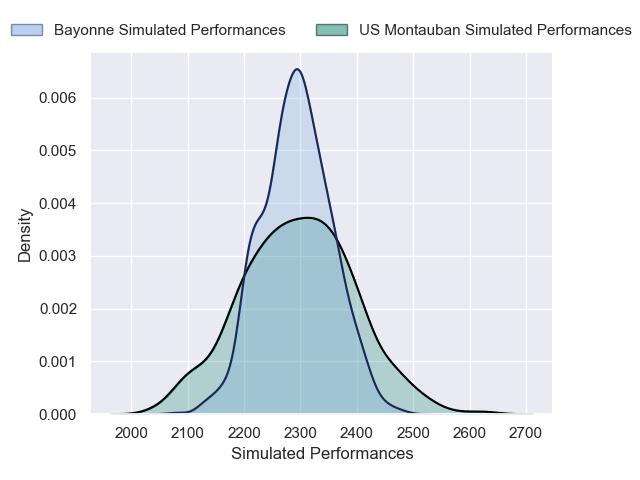 Bayonne Simulated Performances US Montauban Simulated Performances
0.006
0.005
0.004
0.003
0.002
0.001
0.000
Density
2000 2100 2200 2300 2400 2500 2600 2700
Simulated Performances